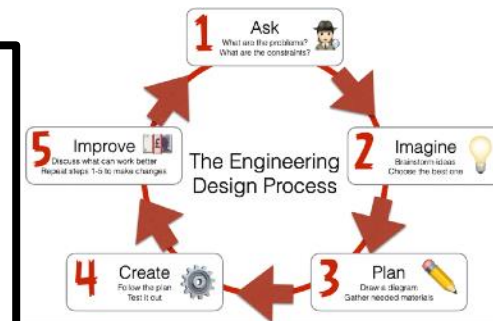 1
Ask
What are the problems?
What are the constraints?
2
Imagine
Brainstorm ideas
Choose the best one
3
Plan
Draw a diagram
Gather needed materials
4
Create
Follow the plan
Test it out
5
Improve
Discuss what can work better
Repeat steps 1-5 to make changes
The Engineering
Design Process